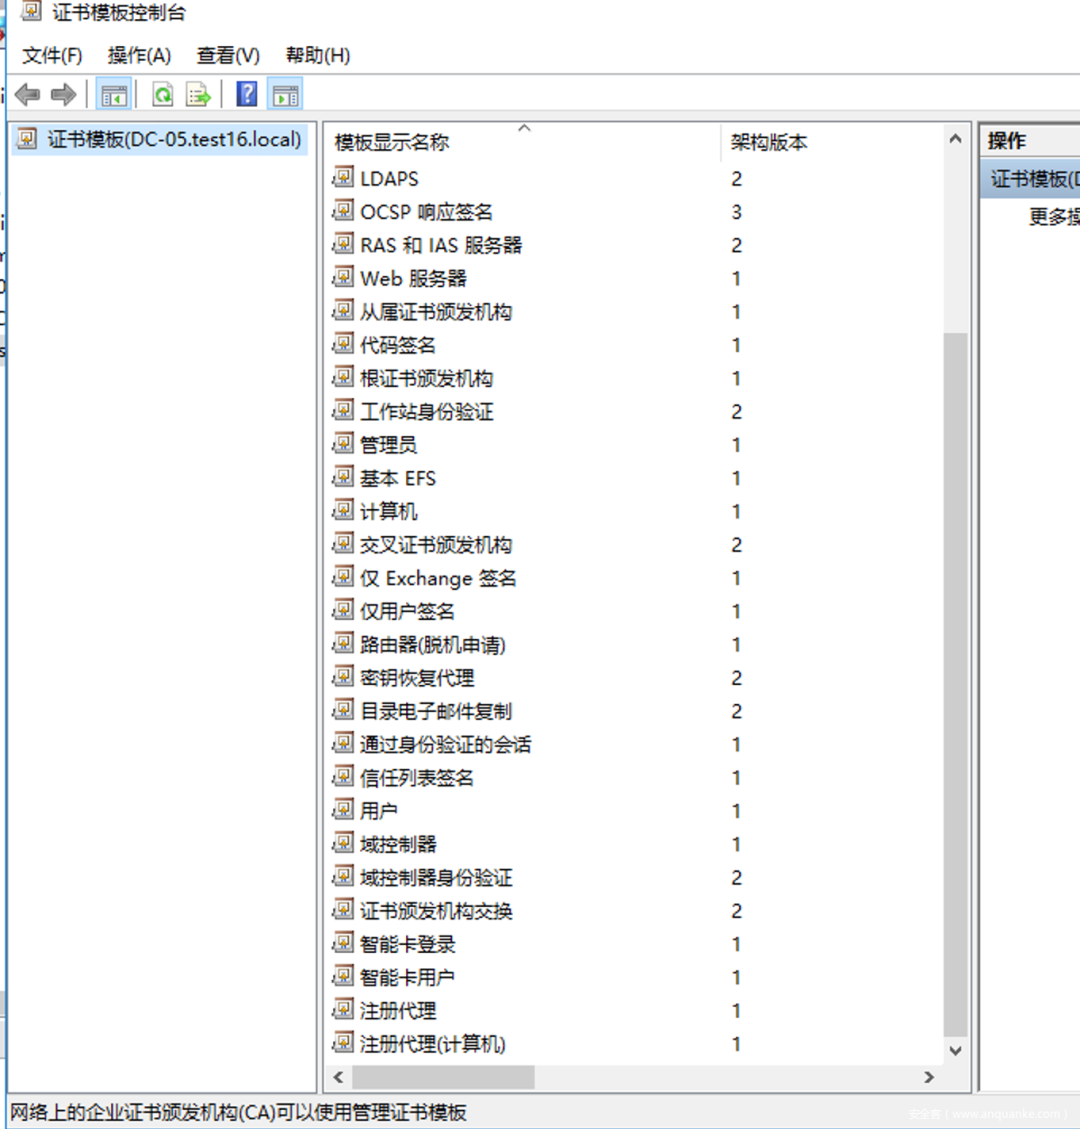 证书模板控制台
文件(F) 操作(A) 查看(V) 帮助(H)
证书模板(DC-05.test16.local)
模板显示名称 架构版本
LDAPS 2
OCSP 响应签名 3
RAS 和 IAS 服务器 2
Web 服务器 1
从属证书颁发机构 1
代码签名 1
根证书颁发机构 1
工作站身份验证 2
管理员 1
基本 EFS 1
计算机 1
交叉证书颁发机构 2
仅 Exchange 签名 1
仅用户签名 1
路由器(脱机申请) 1
密钥恢复代理 2
目录电子邮件复制 2
通过身份验证的会话 1
信任列表签名 1
用户 1
域控制器 1
域控制器身份验证 2
证书颁发机构交换 2
智能卡登录 1
智能卡用户 1
注册代理 1
注册代理(计算机) 1
操作
证书模板(D
更多操
网络上的企业证书颁发机构(CA)可以使用管理证书模板
安全客（www.anquanke.com）